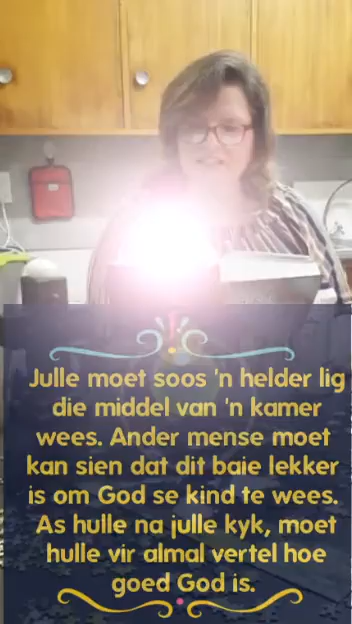 Julle moet soos 'n helder lig
die middel van 'n kamer
wees. Ander mense moet
kan sien dat dit baie lekker
is om God se kind te wees.
As hulle na julle kyk, moet
hulle vir almal vertel hoe
goed God is.